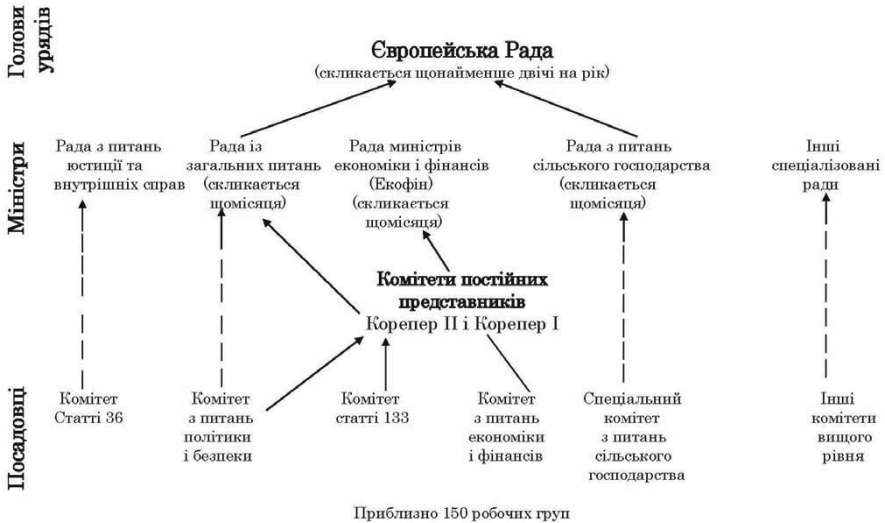 Голови
урядів
Європейська Рада
(скликається щонайменше двічі на рік)
Міністри
Рада з питань
юстиції та
внутрішніх справ
Рада із
загальних питань
(скликається
щомісяця)
Рада міністрів
економіки і фінансів
(Екофін)
(скликається
щомісяця)
Рада з питань
сільського господарства
(скликається
щомісяця)
Інші
спеціалізовані
ради
Комітети постійних
представників
Корепер II і Корепер I
Посадовці
Комітет
Статті 36
Комітет
з питань
політики
і безпеки
Комітет
статті 133
Комітет
з питань
економіки
і фінансів
Спеціальний
комітет
з питань
сільського
господарства
Інші
комітети
вищого
рівня
Приблизно 150 робочих груп